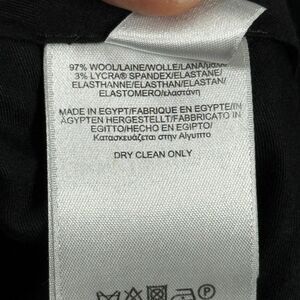 97% WOOL/LAINE/WOLLE/LANA/μαλλί
3% LYCRA® SPANDEX/ELASTANE/
ELASTHANNE/ELASTHAN/ELASTAN/
ELASTOMERO/ελαστάνη
MADE IN EGYPT/FABRIQUE EN EGYPTE/IN
ÄGYPTEN HERGESTELLT/FABBRICATO IN
EGITTO/HECHO EN EGIPTO/
Κατασκευάζεται στην Αίγυπτο
DRY CLEAN ONLY
P